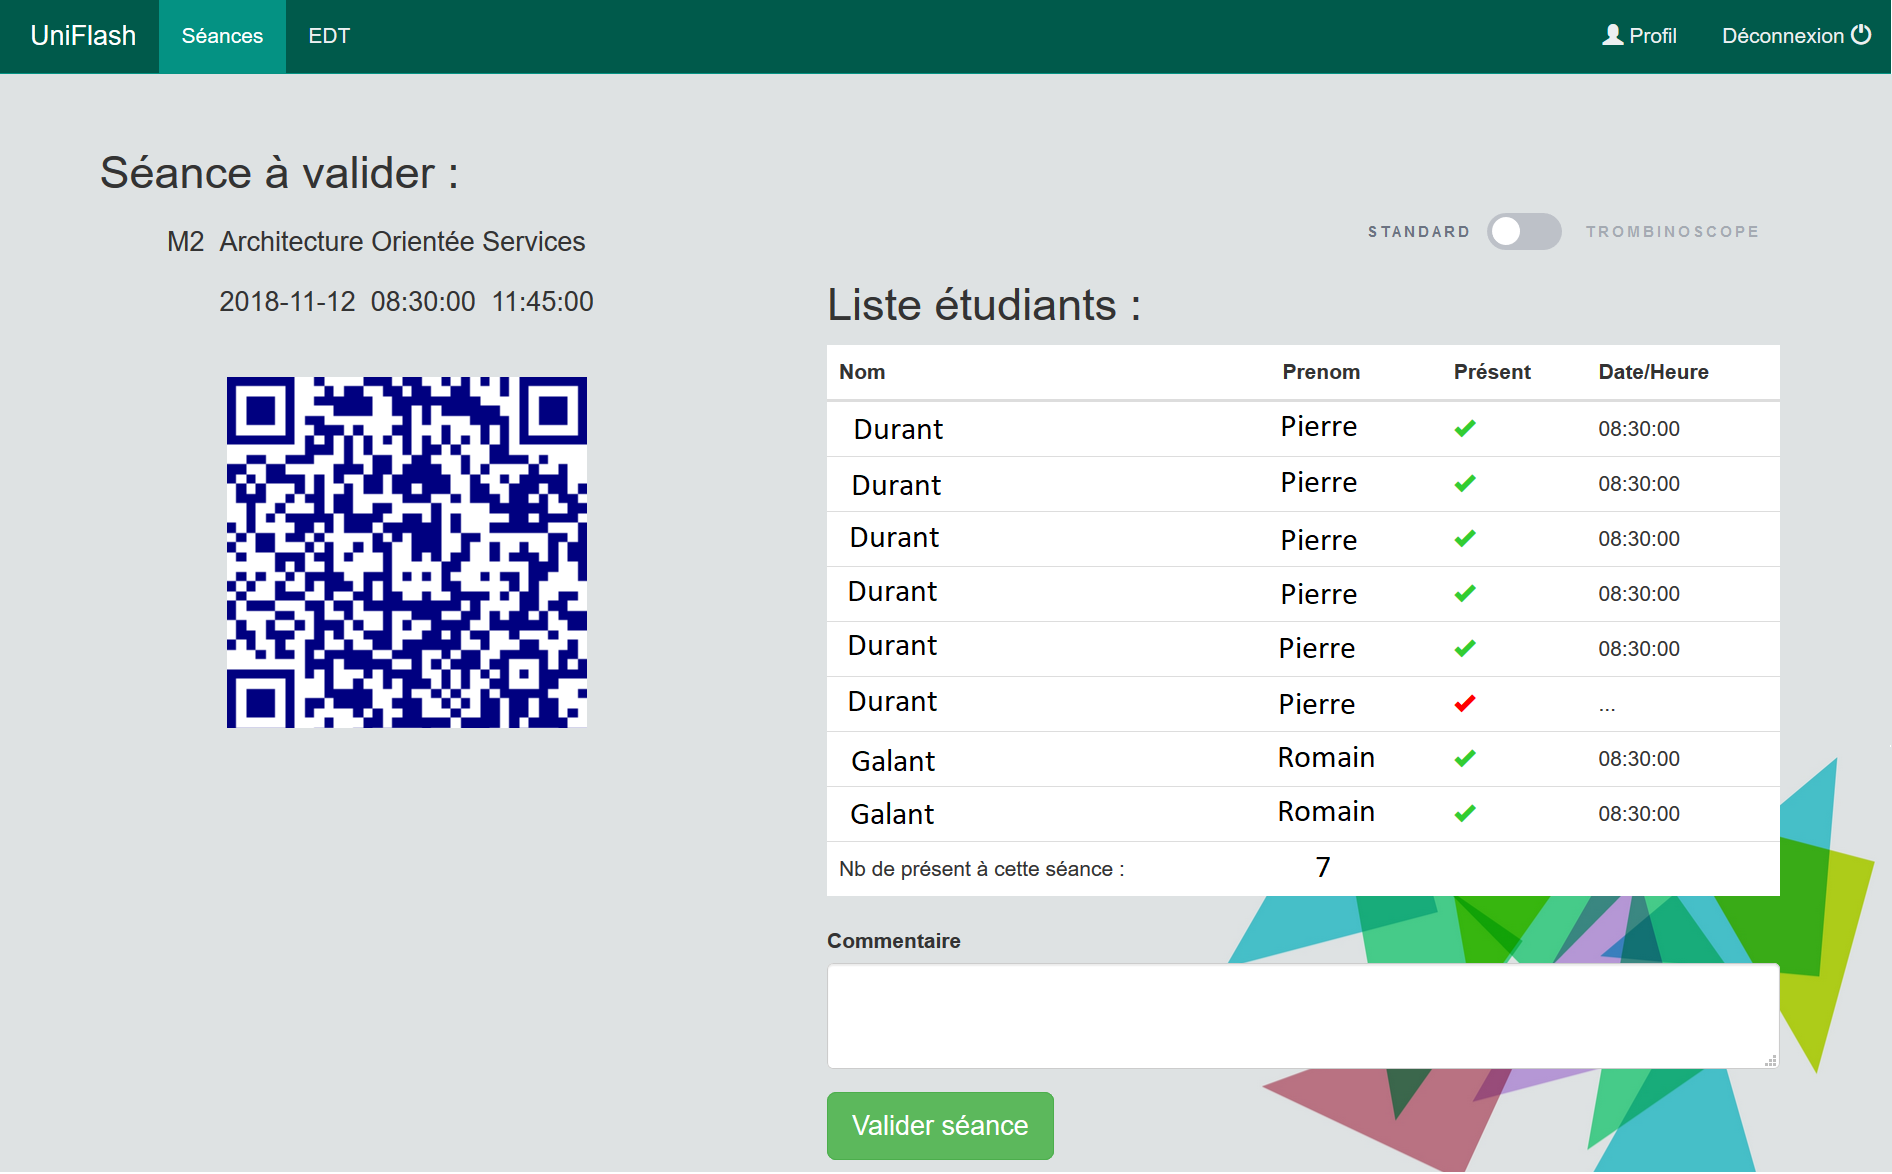 UniFlash Séances EDT Profil Déconnexion
Séance à valider :
M2 Architecture Orientée Services
2018-11-12 08:30:00 11:45:00
STANDARD TROMBINOSCOPE
Liste étudiants :
Nom Prenom Présent Date/Heure
Durant Pierre 08:30:00
Durant Pierre 08:30:00
Durant Pierre 08:30:00
Durant Pierre 08:30:00
Durant Pierre 08:30:00
Durant Pierre ...
Galant Romain 08:30:00
Galant Romain 08:30:00
Nb de présent à cette séance : 7
Commentaire
Valider séance